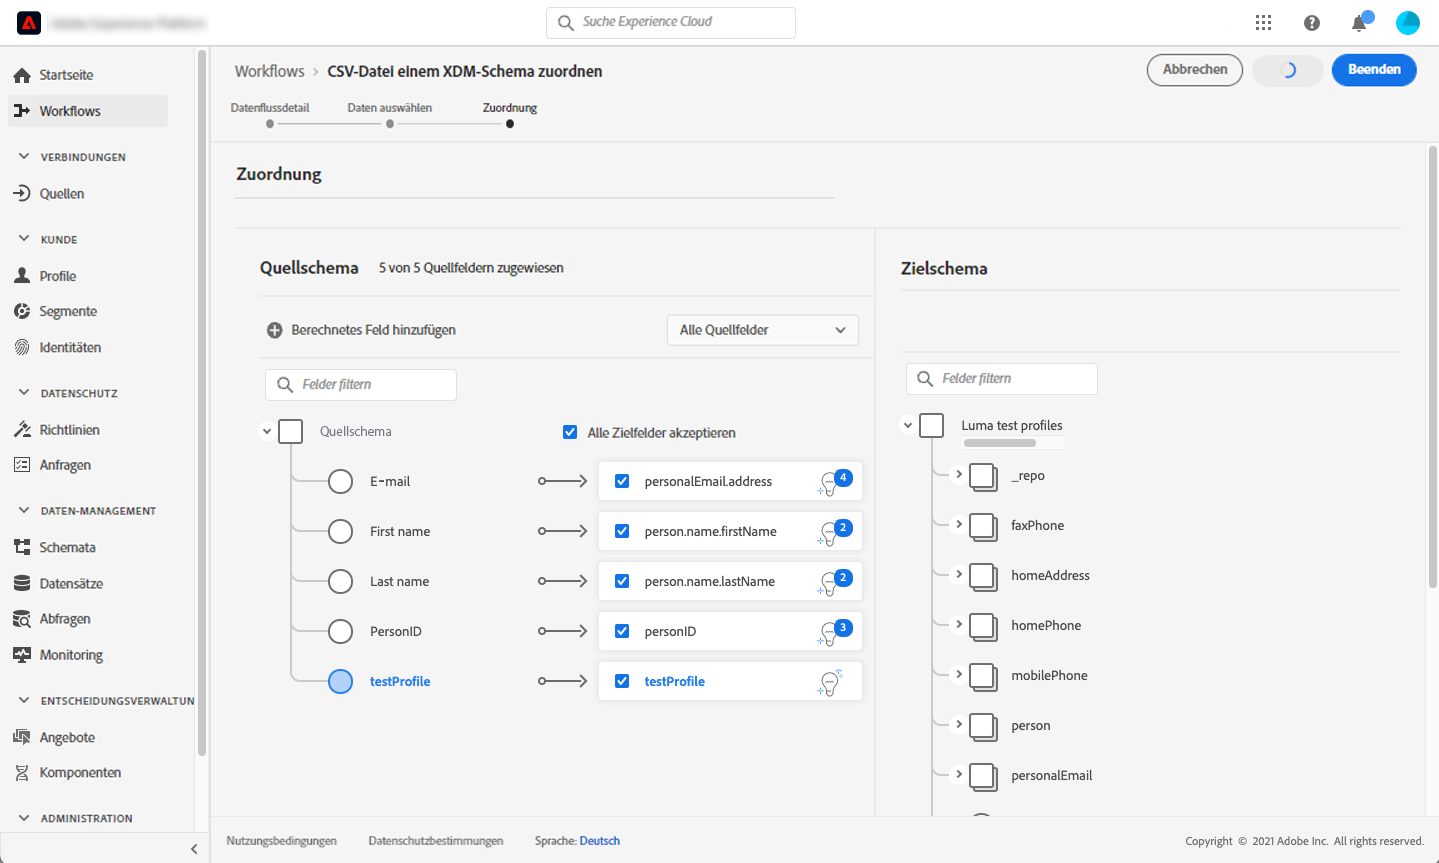 Suche Experience Cloud
Startseite
Workflows
VERBINDUNGEN
Quellen
KUNDE
Profile
Segmente
Identitäten
DATENSCHUTZ
Richtlinien
Anfragen
DATEN-MANAGEMENT
Schemata
Datensätze
Abfragen
Monitoring
ENTSCHEIDUNGSVERWALTUN
Angebote
Komponenten
ADMINISTRATION
Workflows › CSV-Datei einem XDM-Schema zuordnen
Abbrechen
Beenden
Datenflussdetail Daten auswählen Zuordnung
Zuordnung
Quellschema 5 von 5 Quellfeldern zugewiesen
Berechnetes Feld hinzufügen Alle Quellfelder
Felder filtern
Quellschema Alle Zielfelder akzeptieren
E-mail personalEmail.address 4
First name person.name.firstName 2
Last name person.name.lastName 2
PersonID personID 3
testProfile testProfile
Zielschema
Felder filtern
Luma test profiles
_repo
faxPhone
homeAddress
homePhone
mobilePhone
person
personalEmail
Nutzungsbedingungen Datenschutzbestimmungen Sprache: Deutsch
Copyright © 2021 Adobe Inc. All rights reserved.